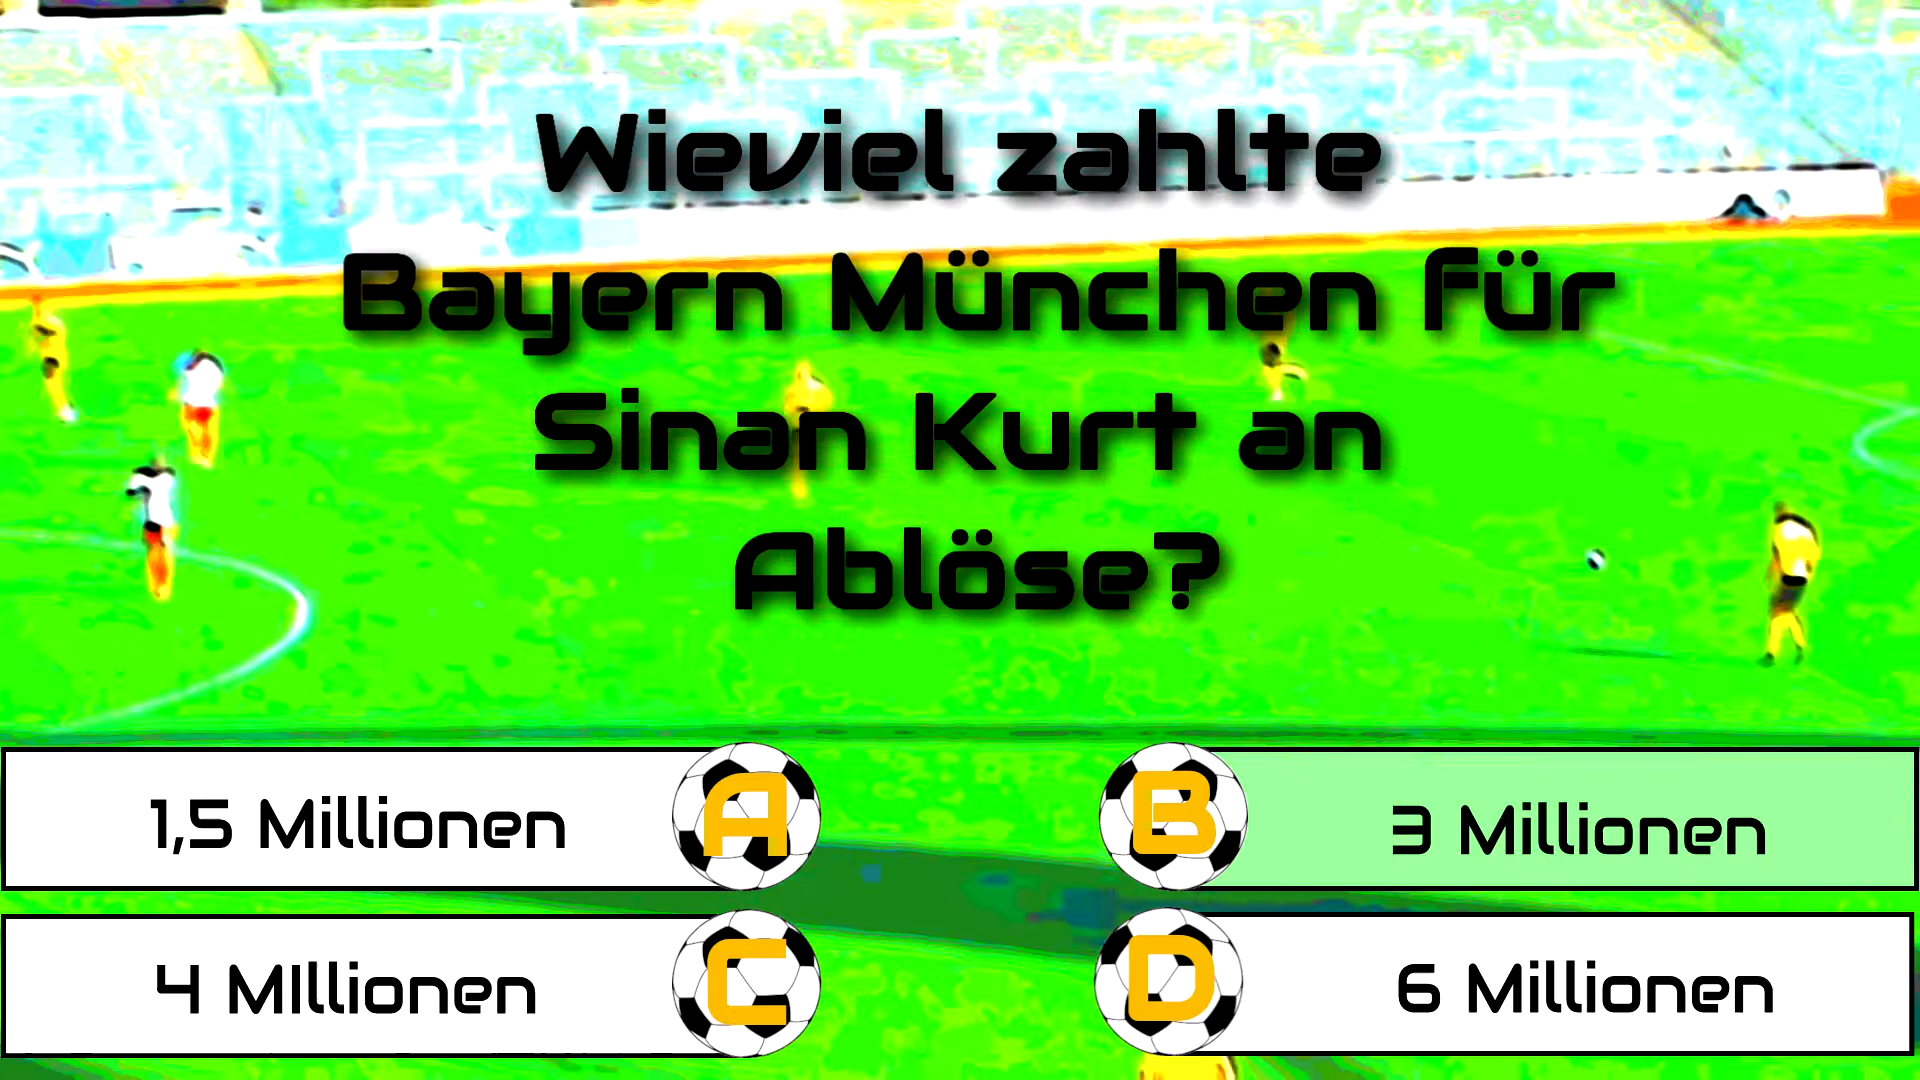 Wieviel zahlte
Bayern München für
Sinan Kurt an
Ablöse?
1,5 Millionen
A
B
3 Millionen
4 MIllionen
C
D
6 Millionen